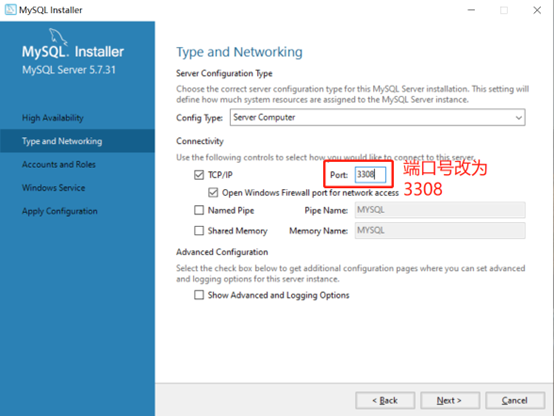 MySQL Installer
MySQL. Installer
MySQL Server 5.7.31
High Availability
Type and Networking
Accounts and Roles
Windows Service
Apply Configuration
Type and Networking
Server Configuration Type
Choose the correct server configuration type for this MySQL Server installation. This setting will
define how much system resources are assigned to the MySQL Server instance.
Config Type: Server Computer
Connectivity
Use the following controls to select how you would like to connect to this server.
TCP/IP Port: 3308
端口号改为
3308
Open Windows Firewall port for network access
Named Pipe Pipe Name: MYSQL
Shared Memory Memory Name: MYSQL
Advanced Configuration
Select the check box below to get additional configuration pages where you can set advanced
and logging options for this server instance.
Show Advanced and Logging Options
< Back Next > Cancel